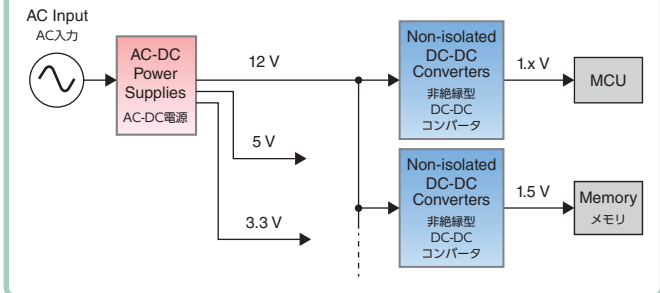 AC Input
AC入力
AC-DC
Power
Supplies
AC-DC電源
12 V
5 V
3.3 V
Non-isolated
DC-DC
Converters
非絶縁型
DC-DC
コンバータ
1.x V
MCU
Non-isolated
DC-DC
Converters
非絶縁型
DC-DC
コンバータ
1.5 V
Memory
メモリ